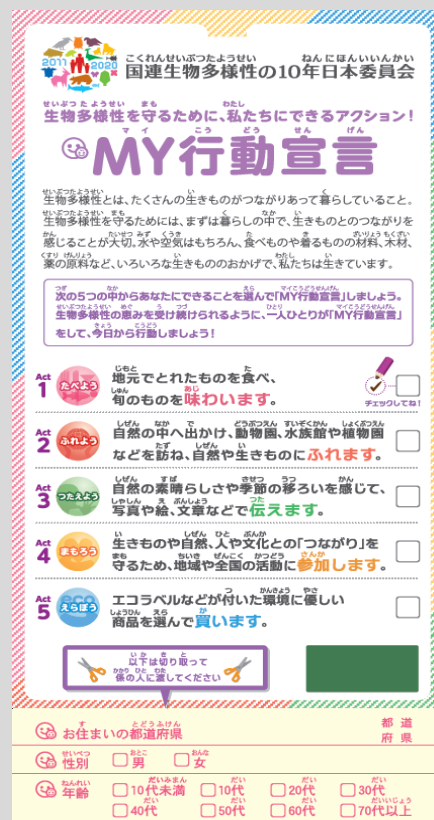 2011 2020
国連生物多様性の10年日本委員会
生物多様性を守るために、私たちにできるアクション！
MY行動宣言
生物多様性とは、たくさんの生きものがつながりあって暮らしていること。
生物多様性を守るためには、まずは暮らしの中で、生きものとのつながりを
感じることが大切。水や空気はもちろん、食べものや着るものの材料、木材、
薬の原料など、いろいろな生きもののおかげで、私たちは生きています。
次の5つの中からあなたにできることを選んで「MY行動宣言」しましょう。
生物多様性の恵みを受け続けられるように、一人ひとりが「MY行動宣言」
をして、今日から行動しましょう！
Act 1 たべよう
地元でとれたものを食べ、
旬のものを味わいます。
チェックしてね！
Act 2 ふれよう
自然の中へ出かけ、動物園、水族館や植物園
などを訪ね、自然や生きものにふれます。
Act 3 つたえよう
自然の素晴らしさや季節の移ろいを感じて、
写真や絵、文章などで伝えます。
Act 4 まもろう
生きものや自然、人や文化との「つながり」を
守るため、地域や全国の活動に参加します。
Act 5 eco えらぼう
エコラベルなどが付いた環境に優しい
商品を選んで買います。
以下は切り取って
係の人に渡してください
お住まいの都道府県 都道府県
性別 男 女
年齢 10代未満 10代 20代 30代
40代 50代 60代 70代以上